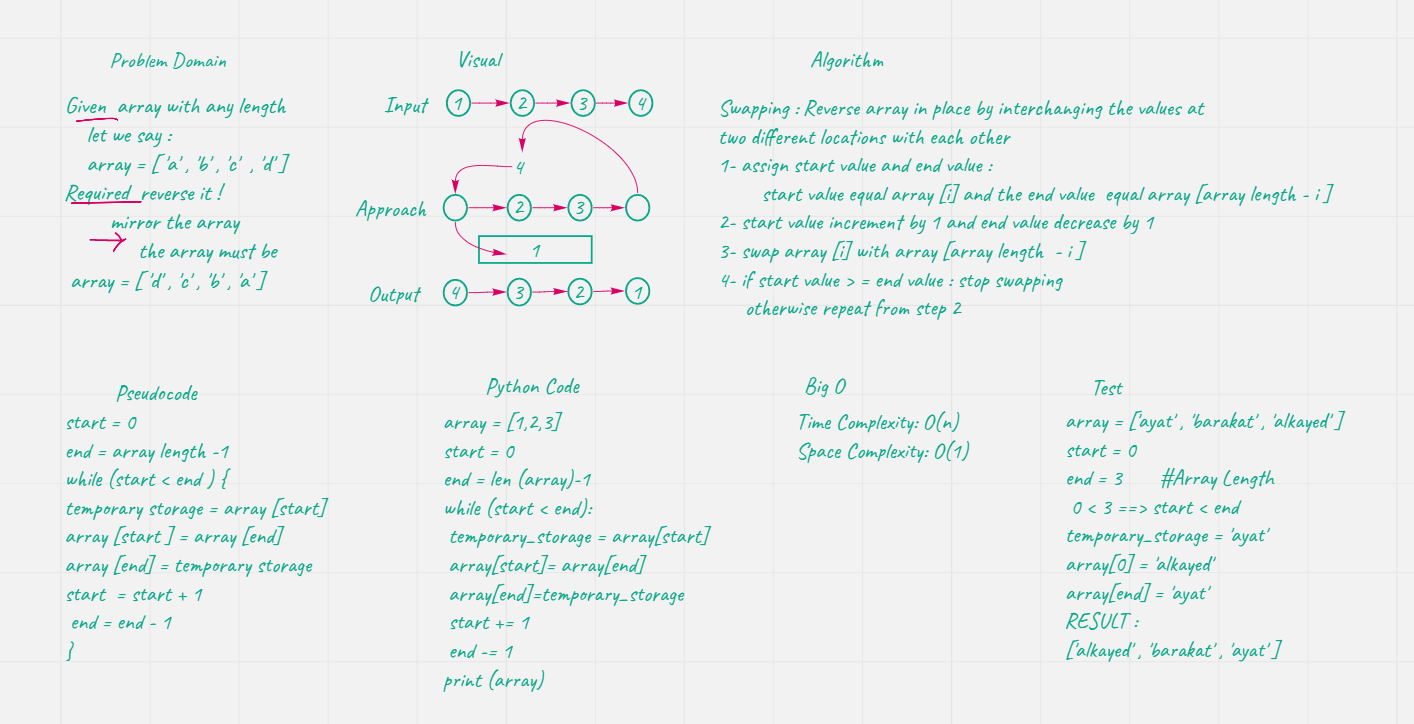 Problem Domain
Given array with any length
let we say :
array = ['a' , 'b', 'c' , 'd']
Required reverse it !
mirror the array
the array must be
array = ['d', 'c', 'b', 'a']
Visual
Input 1 2 3 4
4
Approach 2 3
1
Output 4 3 2 1
Algorithm
Swapping : Reverse array in place by interchanging the values at
two different locations with each other
1- assign start value and end value :
start value equal array [i] and the end value equal array [array length - i ]
2- start value increment by 1 and end value decrease by 1
3- swap array [i] with array [array length - i ]
4- if start value > = end value : stop swapping
otherwise repeat from step 2
Pseudocode
start = 0
end = array length -1
while (start < end ) {
temporary storage = array [start]
array [start ] = array [end]
array [end] = temporary storage
start = start + 1
end = end - 1
}
Python Code
array = [1,2,3]
start = 0
end = len (array)-1
while (start < end):
temporary_storage = array[start]
array[start]= array[end]
array[end]=temporary_storage
start += 1
end -= 1
print (array)
Big O
Time Complexity: O(n)
Space Complexity: O(1)
Test
array = ['ayat' , 'barakat' , 'alkayed']
start = 0
end = 3 #Array Length
0 < 3 ==> start < end
temporary_storage = 'ayat'
array[0] = 'alkayed'
array[end] = 'ayat'
RESULT :
['alkayed' , 'barakat' , 'ayat']